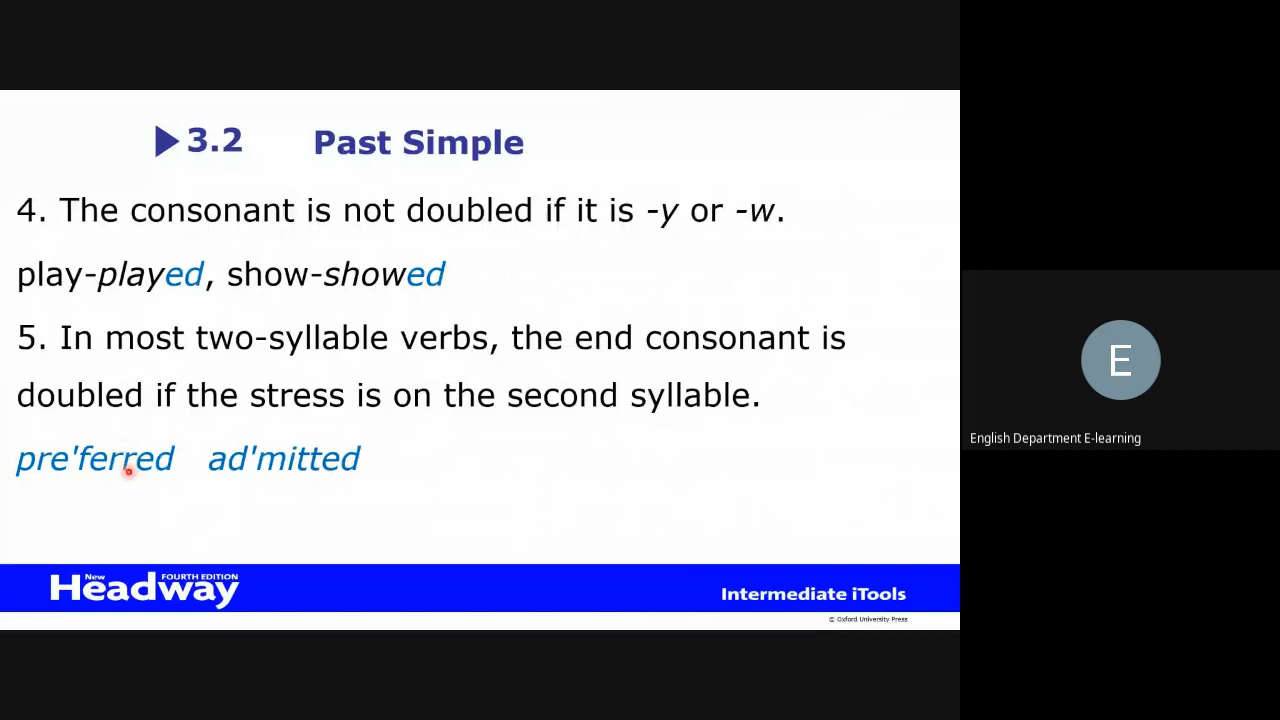 3.2 Past Simple
4. The consonant is not doubled if it is -y or -w.
play-played, show-showed
5. In most two-syllable verbs, the end consonant is
doubled if the stress is on the second syllable.
pre'ferred ad'mitted
New Headway FOURTH EDITION
Intermediate iTools
© Oxford University Press
E
English Department E-learning